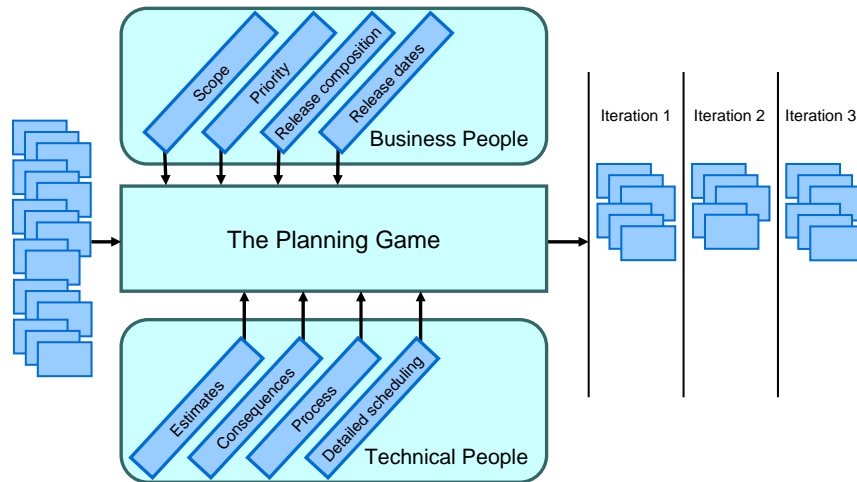 Scope
Priority
Release composition
Release dates
Business People
Iteration 1
Iteration 2
Iteration 3
The Planning Game
Estimates
Consequences
Process
Detailed scheduling
Technical People